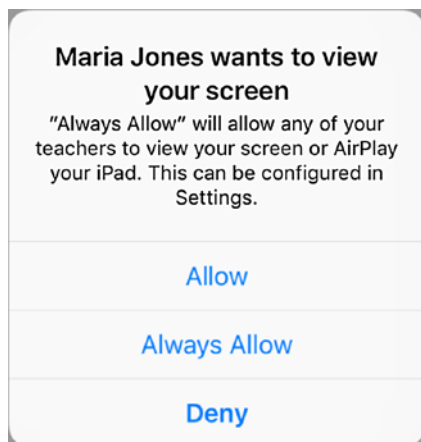 Maria Jones wants to view
your screen
“Always Allow” will allow any of your
teachers to view your screen or AirPlay
your iPad. This can be configured in
Settings.
Allow
Always Allow
Deny